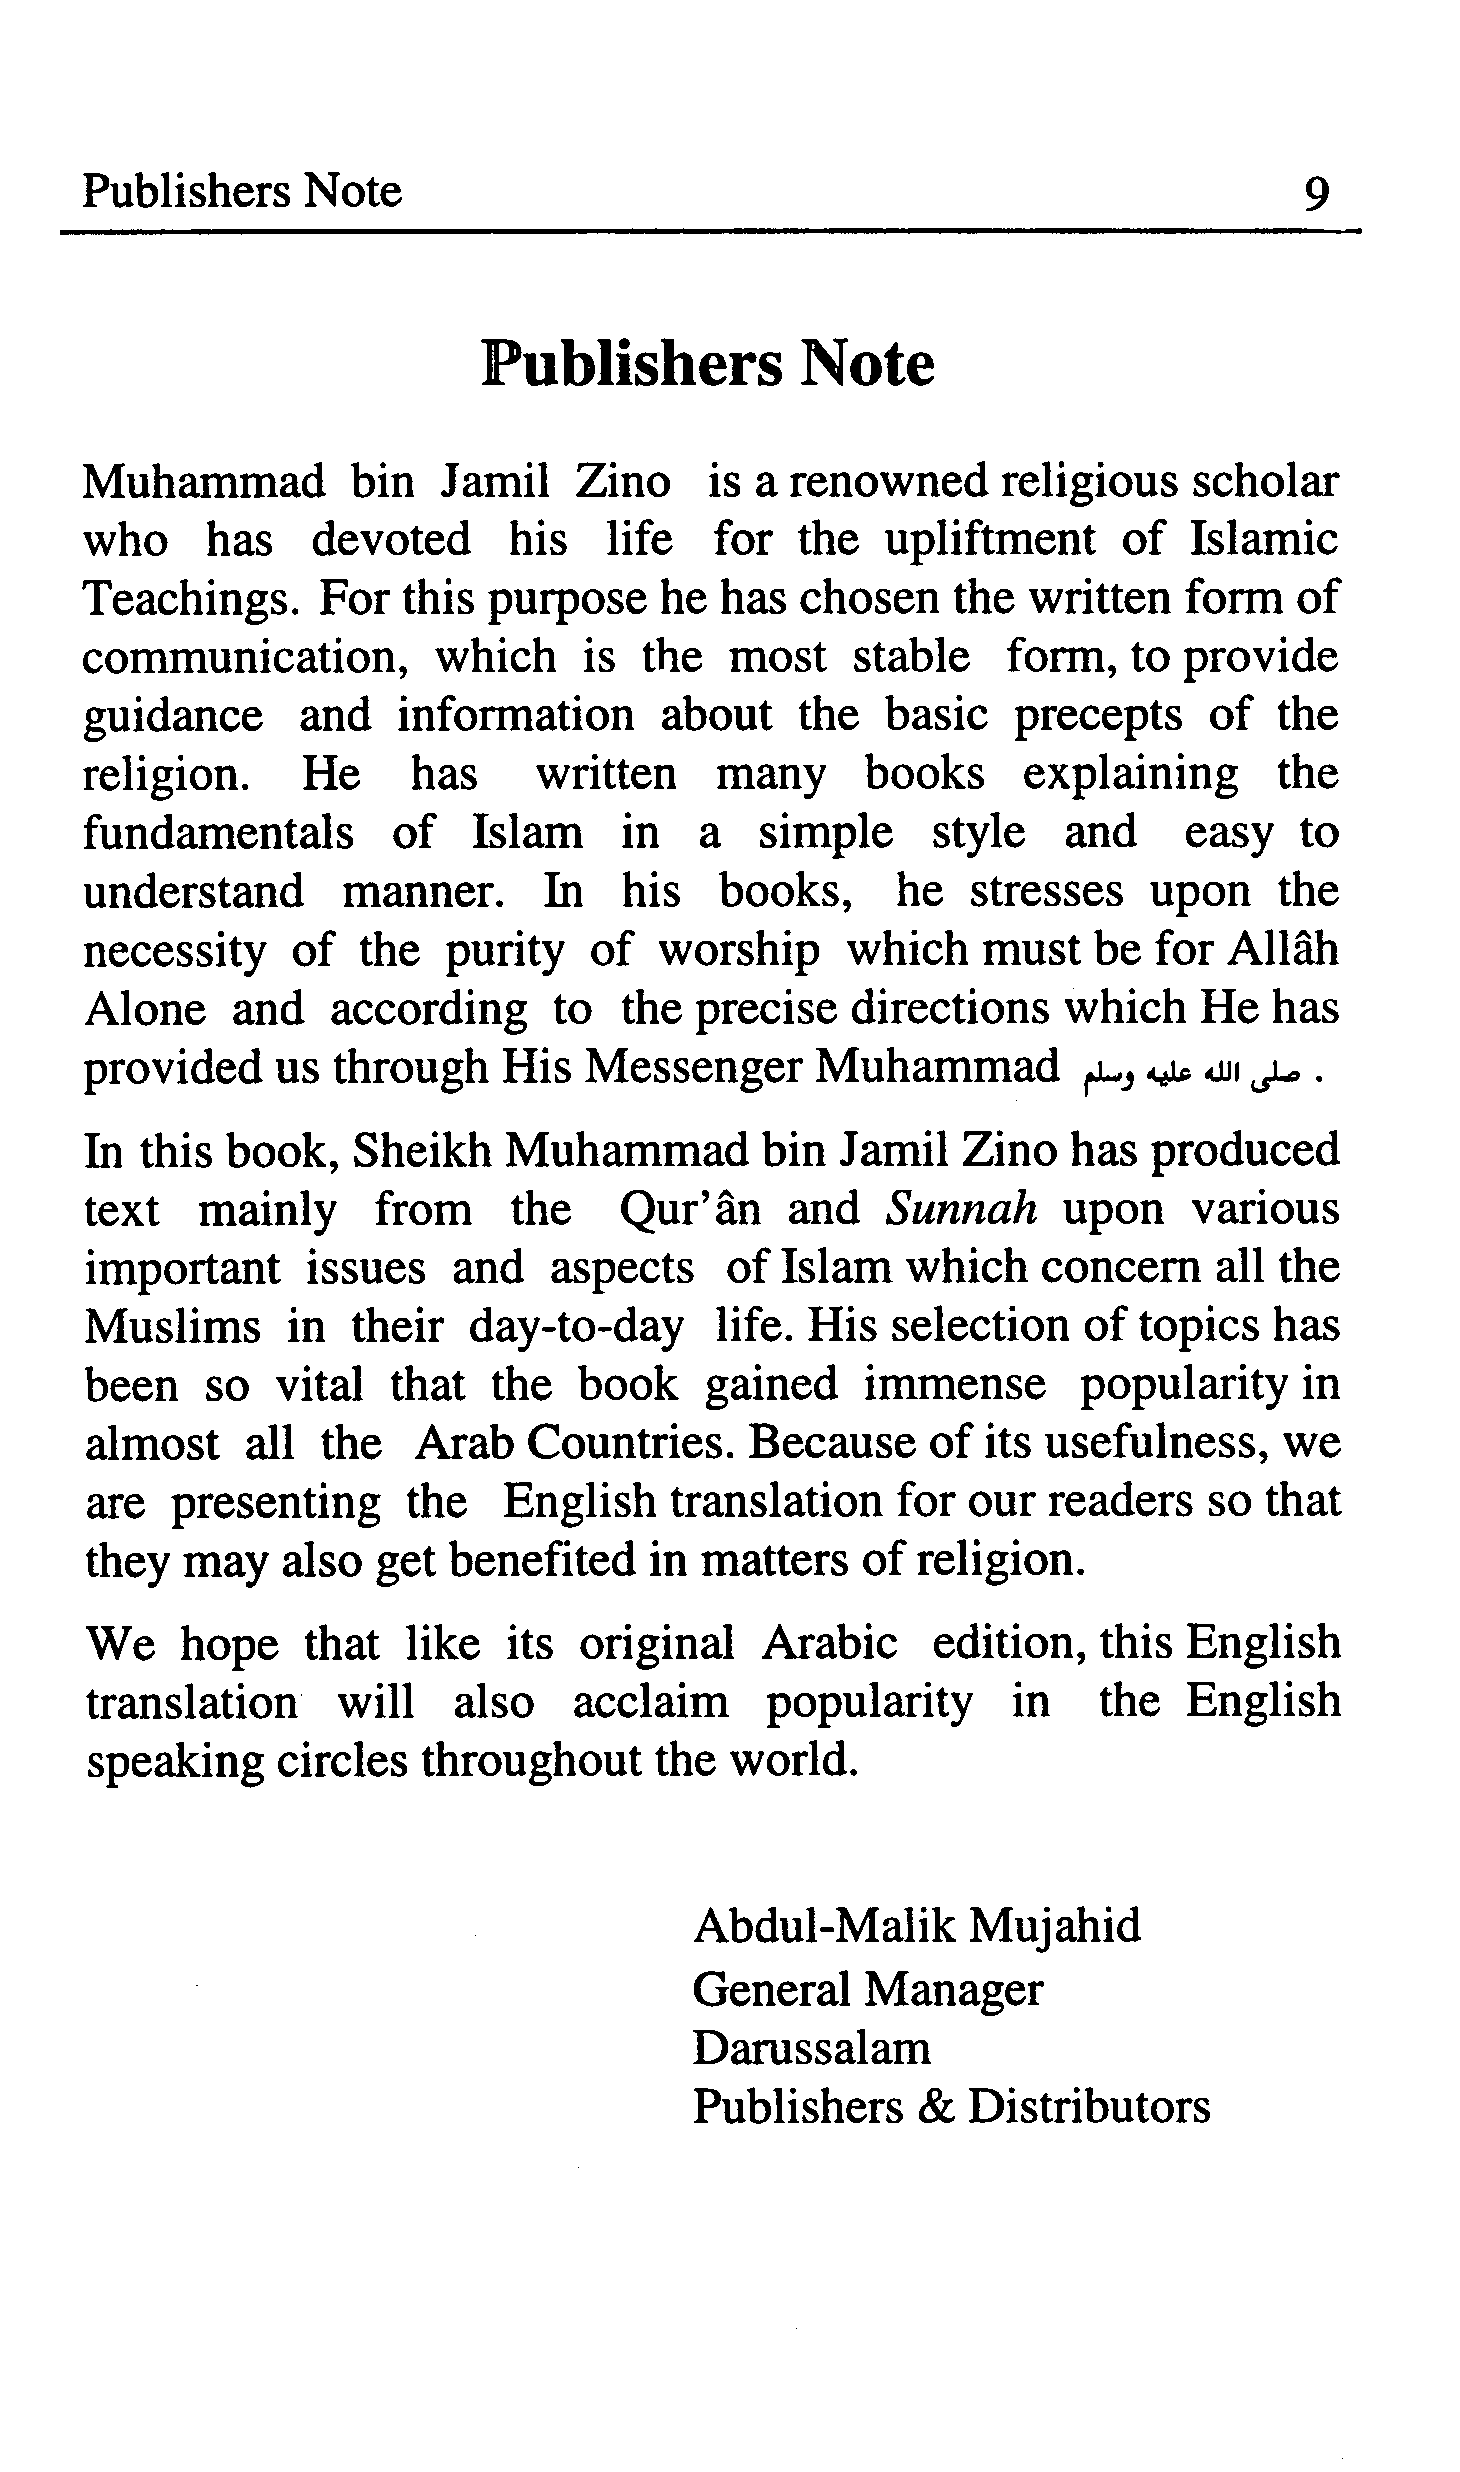 Publishers Note 9
Publishers Note
Muhammad bin Jamil Zino is a renowned religious scholar
who has devoted his life for the upliftment of Islamic
Teachings. For this purpose he has chosen the written form of
communication, which is the most stable form, to provide
guidance and information about the basic precepts of the
religion. He has written many books explaining the
fundamentals of Islam in a simple style and easy to
understand manner. In his books, he stresses upon the
necessity of the purity of worship which must be for Allâh
Alone and according to the precise directions which He has
provided us through His Messenger Muhammad صلى الله عليه وسلم .
In this book, Sheikh Muhammad bin Jamil Zino has produced
text mainly from the Qur’ân and Sunnah upon various
important issues and aspects of Islam which concern all the
Muslims in their day-to-day life. His selection of topics has
been so vital that the book gained immense popularity in
almost all the Arab Countries. Because of its usefulness, we
are presenting the English translation for our readers so that
they may also get benefited in matters of religion.
We hope that like its original Arabic edition, this English
translation will also acclaim popularity in the English
speaking circles throughout the world.
Abdul-Malik Mujahid
General Manager
Darussalam
Publishers & Distributors